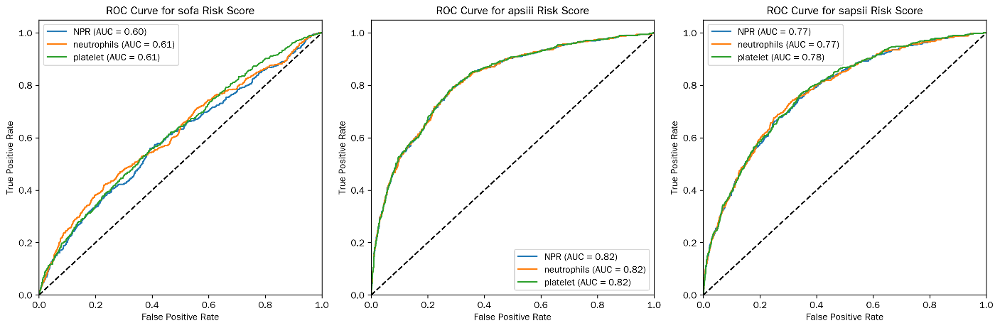 ROC Curve for sofa Risk Score
NPR (AUC = 0.60)
neutrophils (AUC = 0.61)
platelet (AUC = 0.61)
1.0
0.8
0.6
0.4
0.2
0.0
True Positive Rate
0.0 0.2 0.4 0.6 0.8 1.0
False Positive Rate
ROC Curve for apsiii Risk Score
1.0
0.8
0.6
0.4
0.2
0.0
True Positive Rate
NPR (AUC = 0.82)
neutrophils (AUC = 0.82)
platelet (AUC = 0.82)
0.0 0.2 0.4 0.6 0.8 1.0
False Positive Rate
ROC Curve for sapsii Risk Score
NPR (AUC = 0.77)
neutrophils (AUC = 0.77)
platelet (AUC = 0.78)
1.0
0.8
0.6
0.4
0.2
0.0
True Positive Rate
0.0 0.2 0.4 0.6 0.8 1.0
False Positive Rate